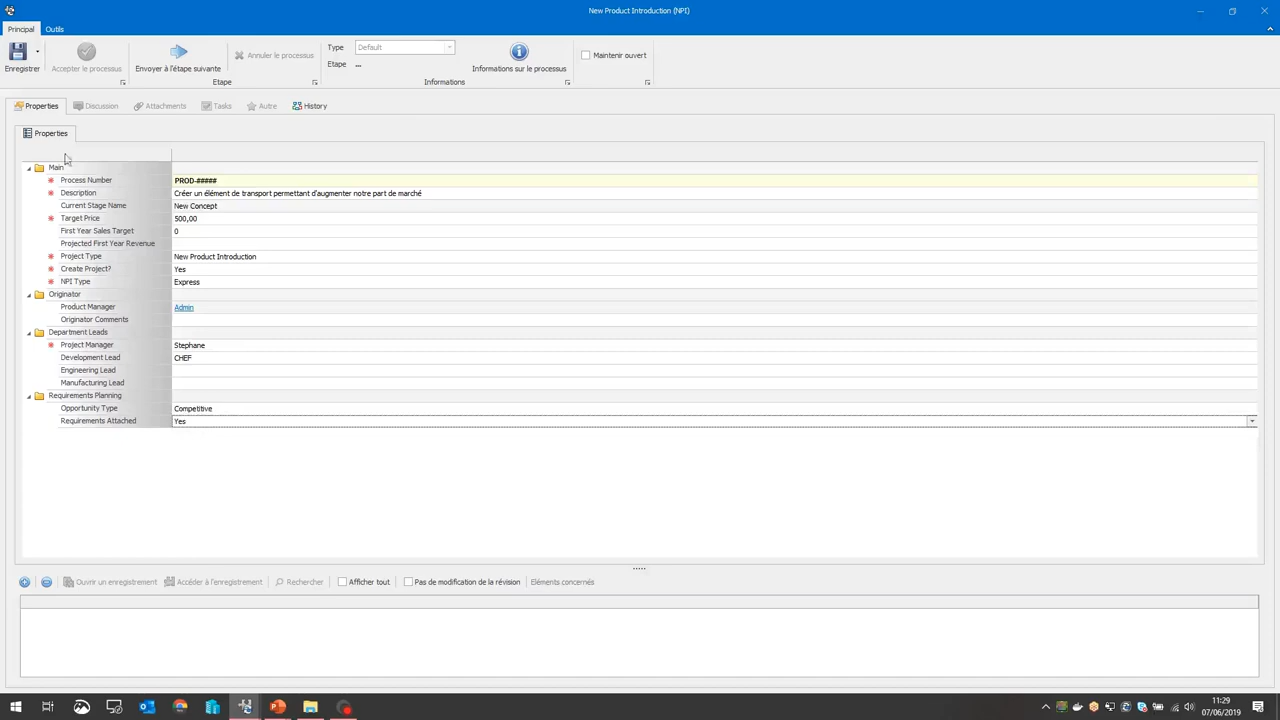 New Product Introduction (NPI)
Principal Outils
Enregistrer
Accepter le processus
Envoyer à l'étape suivante
Annuler le processus
Etape
Type Default
Etape ...
Informations sur le processus
Informations
Maintenir ouvert
Properties Discussion Attachments Tasks Autre History
Properties
Main
Process Number PROD-#####
Description Créer un élément de transport permettant d'augmenter notre part de marché
Current Stage Name New Concept
Target Price 500,00
First Year Sales Target 0
Projected First Year Revenue
Project Type New Product Introduction
Create Project? Yes
NPI Type Express
Originator
Product Manager Admin
Originator Comments
Department Leads
Project Manager Stephane
Development Lead CHEF
Engineering Lead
Manufacturing Lead
Requirements Planning
Opportunity Type Competitive
Requirements Attached Yes
Ouvrir un enregistrement Accéder à l'enregistrement Rechercher Afficher tout Pas de modification de la révision Eléments concernés
11:29
07/06/2019